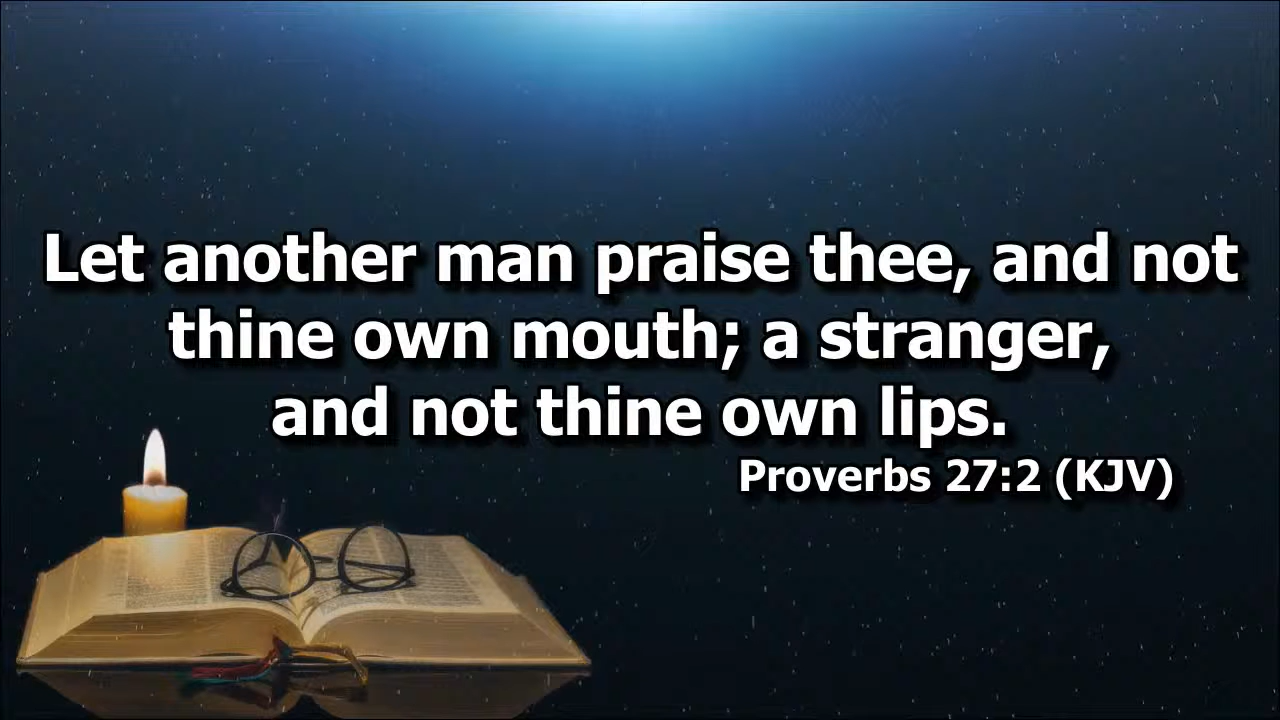 Let another man praise thee, and not
thine own mouth; a stranger,
and not thine own lips.
Proverbs 27:2 (KJV)